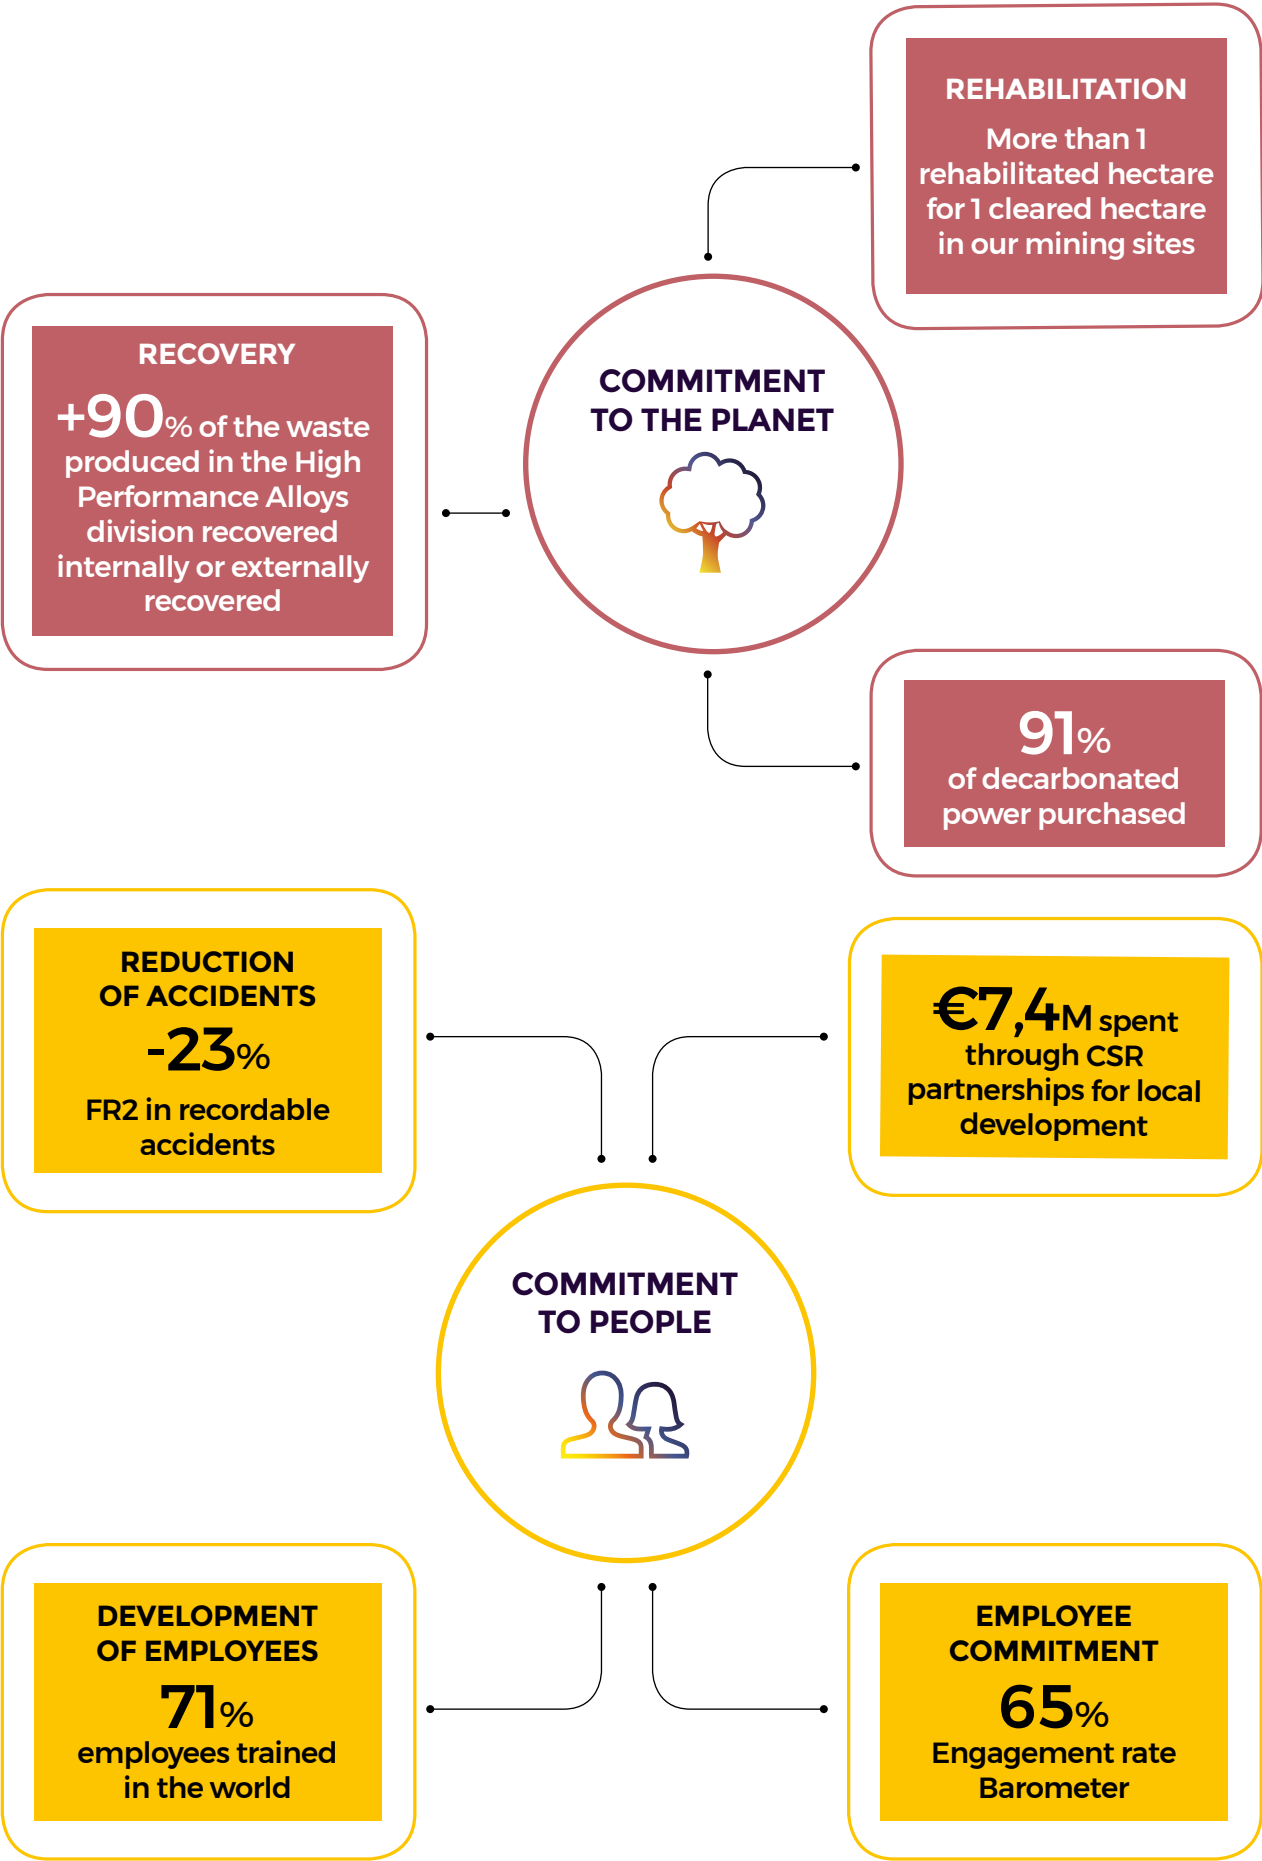 REHABILITATION
More than 1
rehabilitated hectare
for 1 cleared hectare
in our mining sites
RECOVERY
+90% of the waste
produced in the High
Performance Alloys
division recovered
internally or externally
recovered
COMMITMENT
TO THE PLANET
91%
of decarbonated
power purchased
REDUCTION
OF ACCIDENTS
-23%
FR2 in recordable
accidents
€7,4M spent
through CSR
partnerships for local
development
COMMITMENT
TO PEOPLE
DEVELOPMENT
OF EMPLOYEES
71%
employees trained
in the world
EMPLOYEE
COMMITMENT
65%
Engagement rate
Barometer